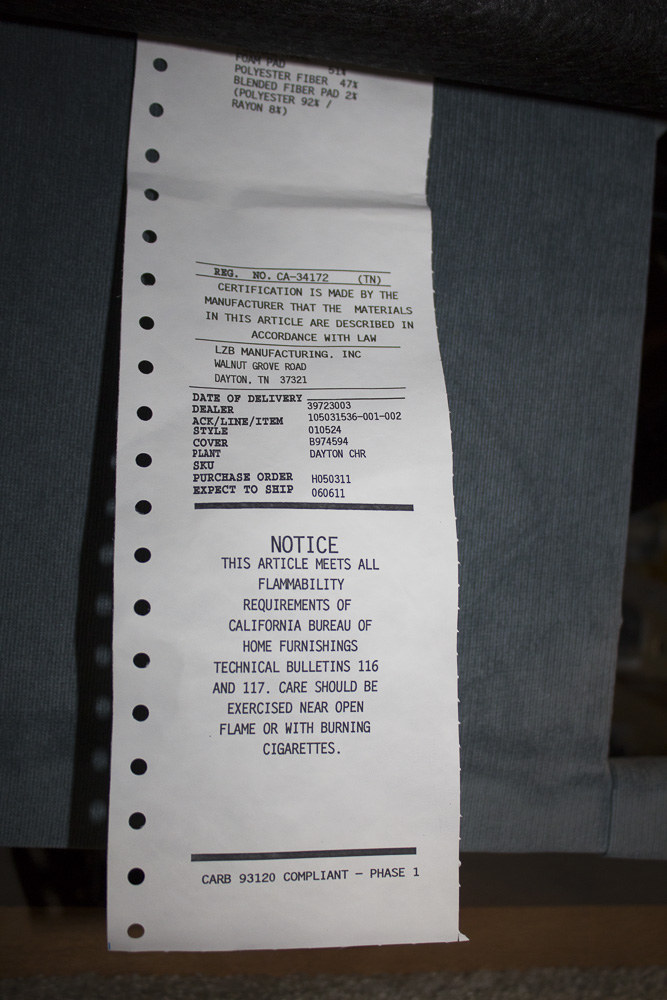 FOAM PAD 51%
POLYESTER FIBER 47%
BLENDED FIBER PAD 2%
(POLYESTER 92% /
RAYON 8%)
REG. NO. CA-34172 (TN)
CERTIFICATION IS MADE BY THE
MANUFACTURER THAT THE MATERIALS
IN THIS ARTICLE ARE DESCRIBED IN
ACCORDANCE WITH LAW
LZB MANUFACTURING, INC
WALNUT GROVE ROAD
DAYTON, TN 37321
DATE OF DELIVERY
DEALER 39723003
ACK/LINE/ITEM 105031536-001-002
STYLE 010524
COVER B974594
PLANT DAYTON CHR
SKU
PURCHASE ORDER H050311
EXPECT TO SHIP 060611
NOTICE
THIS ARTICLE MEETS ALL
FLAMMABILITY
REQUIREMENTS OF
CALIFORNIA BUREAU OF
HOME FURNISHINGS
TECHNICAL BULLETINS 116
AND 117. CARE SHOULD BE
EXERCISED NEAR OPEN
FLAME OR WITH BURNING
CIGARETTES.
CARB 93120 COMPLIANT - PHASE 1